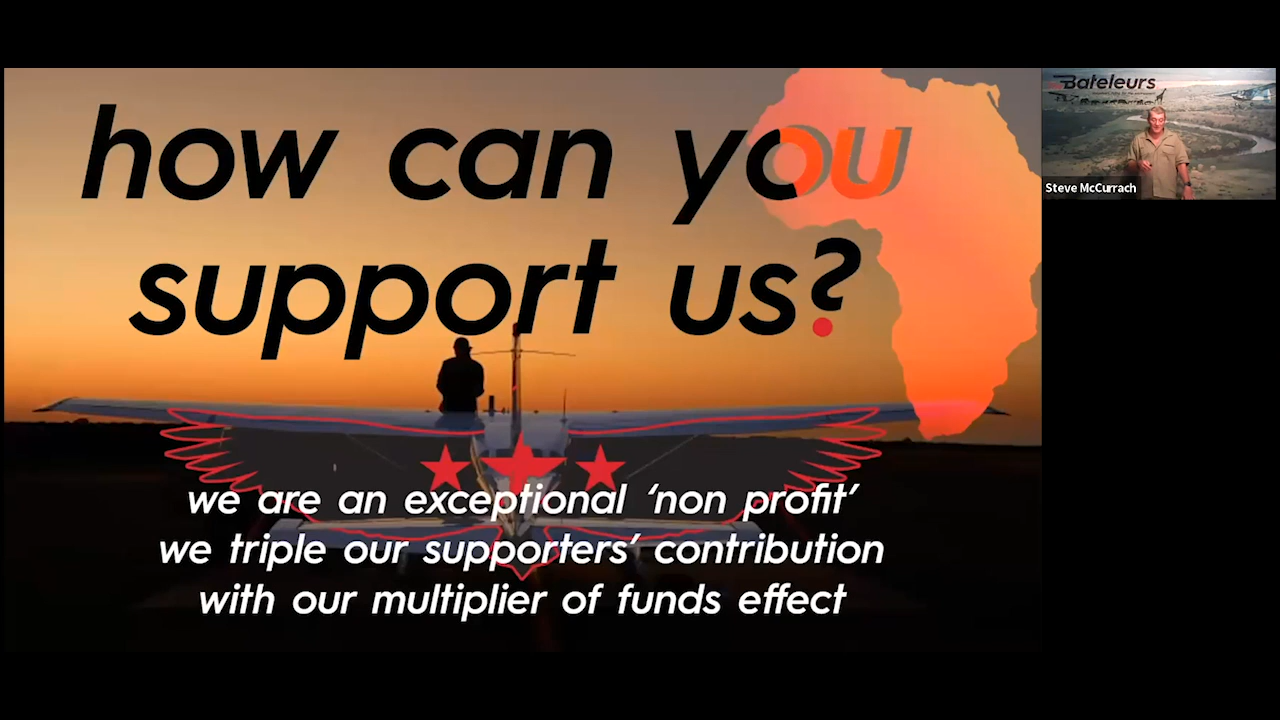 how can you
support us?
we are an exceptional ‘non profit’
we triple our supporters’ contribution
with our multiplier of funds effect
Bateleurs
Steve McCurrach